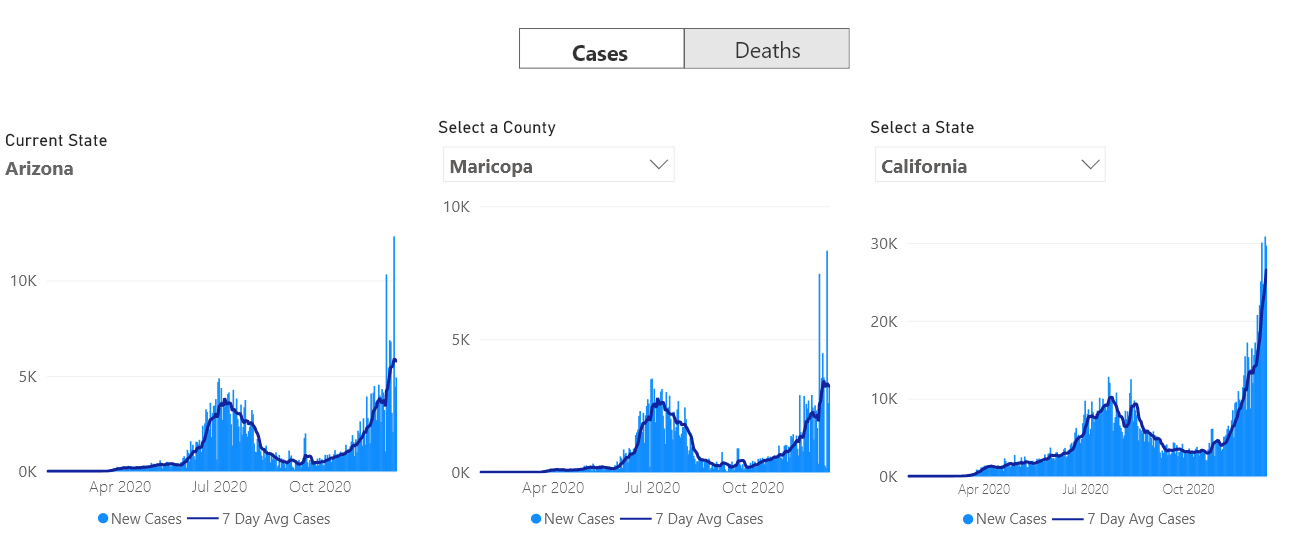 Cases Deaths
Current State
Arizona
10K
5K
0K
Apr 2020 Jul 2020 Oct 2020
New Cases 7 Day Avg Cases
Select a County
Maricopa
10K
5K
0K
Apr 2020 Jul 2020 Oct 2020
New Cases 7 Day Avg Cases
Select a State
California
30K
20K
10K
0K
Apr 2020 Jul 2020 Oct 2020
New Cases 7 Day Avg Cases